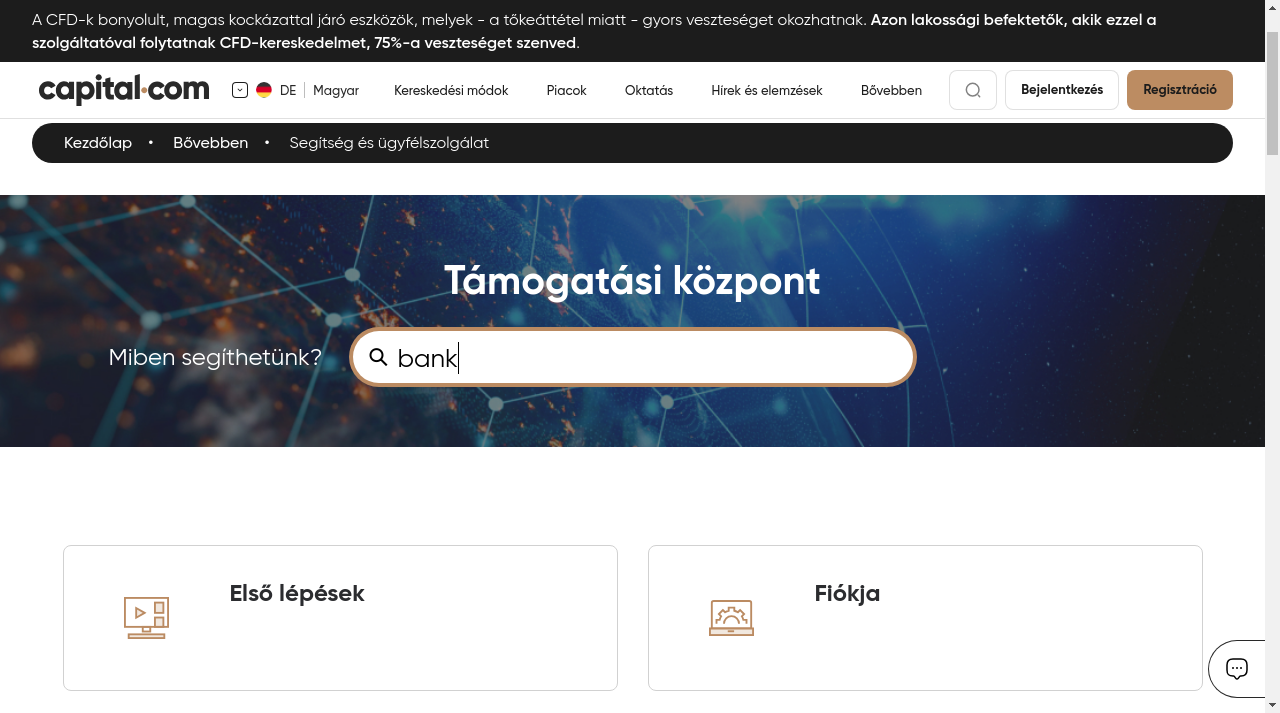 A CFD-k bonyolult, magas kockázattal járó eszközök, melyek - a tőkeáttétel miatt - gyors veszteséget okozhatnak. Azon lakossági befektetők, akik ezzel a
szolgáltatóval folytatnak CFD-kereskedelmet, 75%-a veszteséget szenved.
capital.com DE Magyar Kereskedési módok Piacok Oktatás Hírek és elemzések Bővebben Bejelentkezés Regisztráció
Kezdőlap • Bővebben • Segítség és ügyfélszolgálat
Támogatási központ
Miben segíthetünk? bank
Első lépések Fiókja